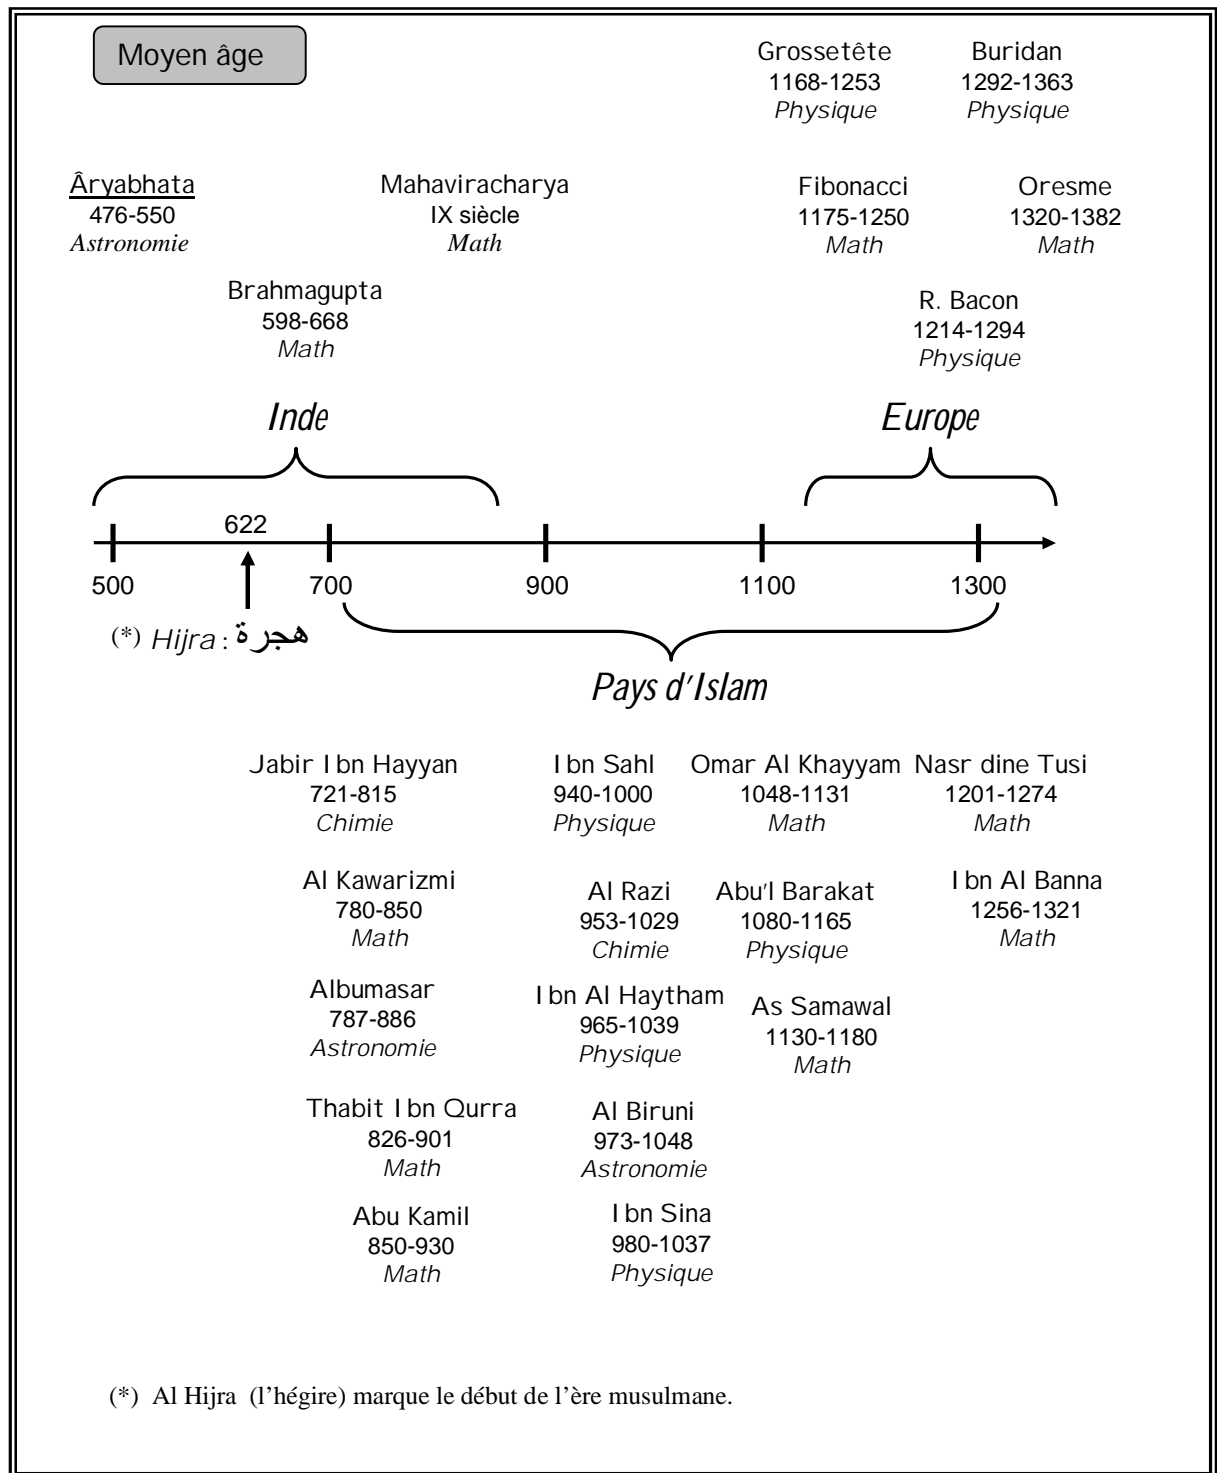 Moyen âge
Grossetête
1168-1253
Physique
Buridan
1292-1363
Physique
Âryabhata
476-550
Astronomie
Mahaviracharya
IX siècle
Math
Fibonacci
1175-1250
Math
Oresme
1320-1382
Math
Brahmagupta
598-668
Math
R. Bacon
1214-1294
Physique
Inde
Europe
622
500 700 900 1100 1300
(*) Hijra : هجرة
Pays d'Islam
Jabir Ibn Hayyan
721-815
Chimie
Ibn Sahl
940-1000
Physique
Omar Al Khayyam
1048-1131
Math
Nasr dine Tusi
1201-1274
Math
Al Kawarizmi
780-850
Math
Al Razi
953-1029
Chimie
Abu'l Barakat
1080-1165
Physique
Ibn Al Banna
1256-1321
Math
Albumasar
787-886
Astronomie
Ibn Al Haytham
965-1039
Physique
As Samawal
1130-1180
Math
Thabit Ibn Qurra
826-901
Math
Al Biruni
973-1048
Astronomie
Abu Kamil
850-930
Math
Ibn Sina
980-1037
Physique
(*) Al Hijra (l'hégire) marque le début de l'ère musulmane.